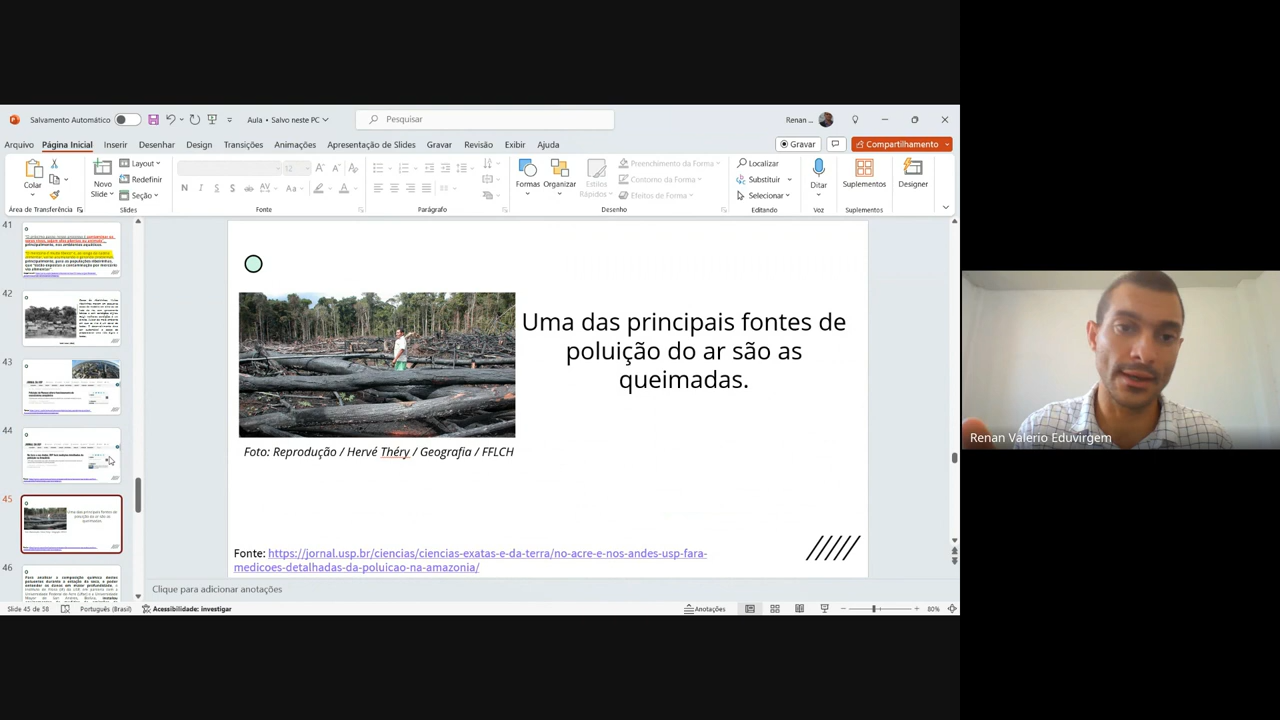 Salvamento Automático
Aula • Salvo neste PC
Pesquisar
Renan ...
Arquivo Página Inicial Inserir Desenhar Design Transições Animações Apresentação de Slides Gravar Revisão Exibir Ajuda
Gravar
Compartilhamento
Colar
Novo
Slide
Layout
Redefinir
Seção
12
N I S S ab AV Aa
Formas
Organizar
Estilos
Rápidos
Preenchimento da Forma
Contorno da Forma
Efeitos de Forma
Localizar
Substituir
Selecionar
Ditar
Suplementos
Designer
Área de Transferência
Slides
Fonte
Parágrafo
Desenho
Editando
Voz
Suplementos
41
42
43
44
45
46
Uma das principais fontes de
poluição do ar são as
queimadas.
Foto: Reprodução / Hervé Théry / Geografia / FFLCH
Fonte: https://jornal.usp.br/ciencias/ciencias-exatas-e-da-terra/no-acre-e-nos-andes-usp-fara-
medicoes-detalhadas-da-poluicao-na-amazonia/
Clique para adicionar anotações
Slide 45 de 58
Português (Brasil)
Acessibilidade: investigar
Anotações
80%
Renan Valerio Eduvirgem